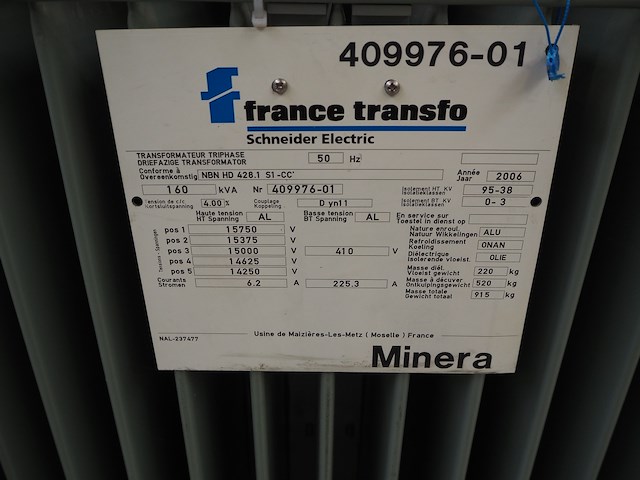 409976-01
france transfo
Schneider Electric
TRANSFORMATEUR TRIPHASE
DRIEFAZIGE TRANSFORMATOR
50 Hz
Conforme à
Overeenkomstig NBN HD 428.1 S1-CC'
Année
Jaar 2006
160 kVA Nr 409976-01
Isolement HT. KV
Isolatieklassen 95-38
Tension de c/c
Kortsluitspanning 4.00 %
Couplage
Koppeling D yn11
Isolement BT. KV
Isolatieklassen 0- 3
Haute tension
HT Spanning AL
Basse tension
BT Spanning AL
En service sur
Toestel in dienst op
Tensions - Spanningen
pos 1 15750 V
pos 2 15375
pos 3 15000 V 410 V
pos 4 14625
pos 5 14250 V
Courants
Stromen 6.2 A 225.3 A
Nature enroul.
Natuur Wikkelingen ALU
Refroidissement
Koeling ONAN
Diélectrique
Isolerende vloeist. OLIE
Masse diél.
Vloeist gewicht 220 kg
Masse à décuver
Ontkulpingsgewicht 520 kg
Masse totale
Gewicht totaal 915 kg
NAL-237477
Usine de Maizières-Les-Metz ( Moselle ) France
Minera